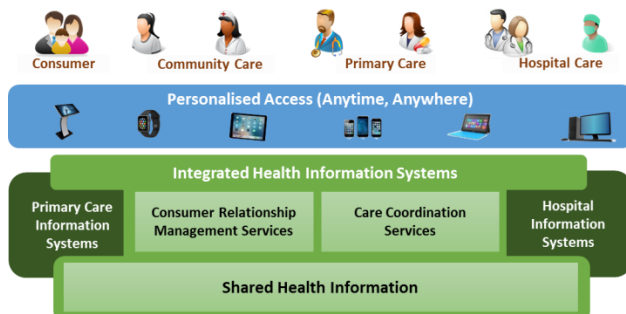 Consumer
Community Care
Primary Care
Hospital Care
Personalised Access (Anytime, Anywhere)
Integrated Health Information Systems
Primary Care
Information
Systems
Consumer Relationship
Management Services
Care Coordination
Services
Hospital
Information
Systems
Shared Health Information